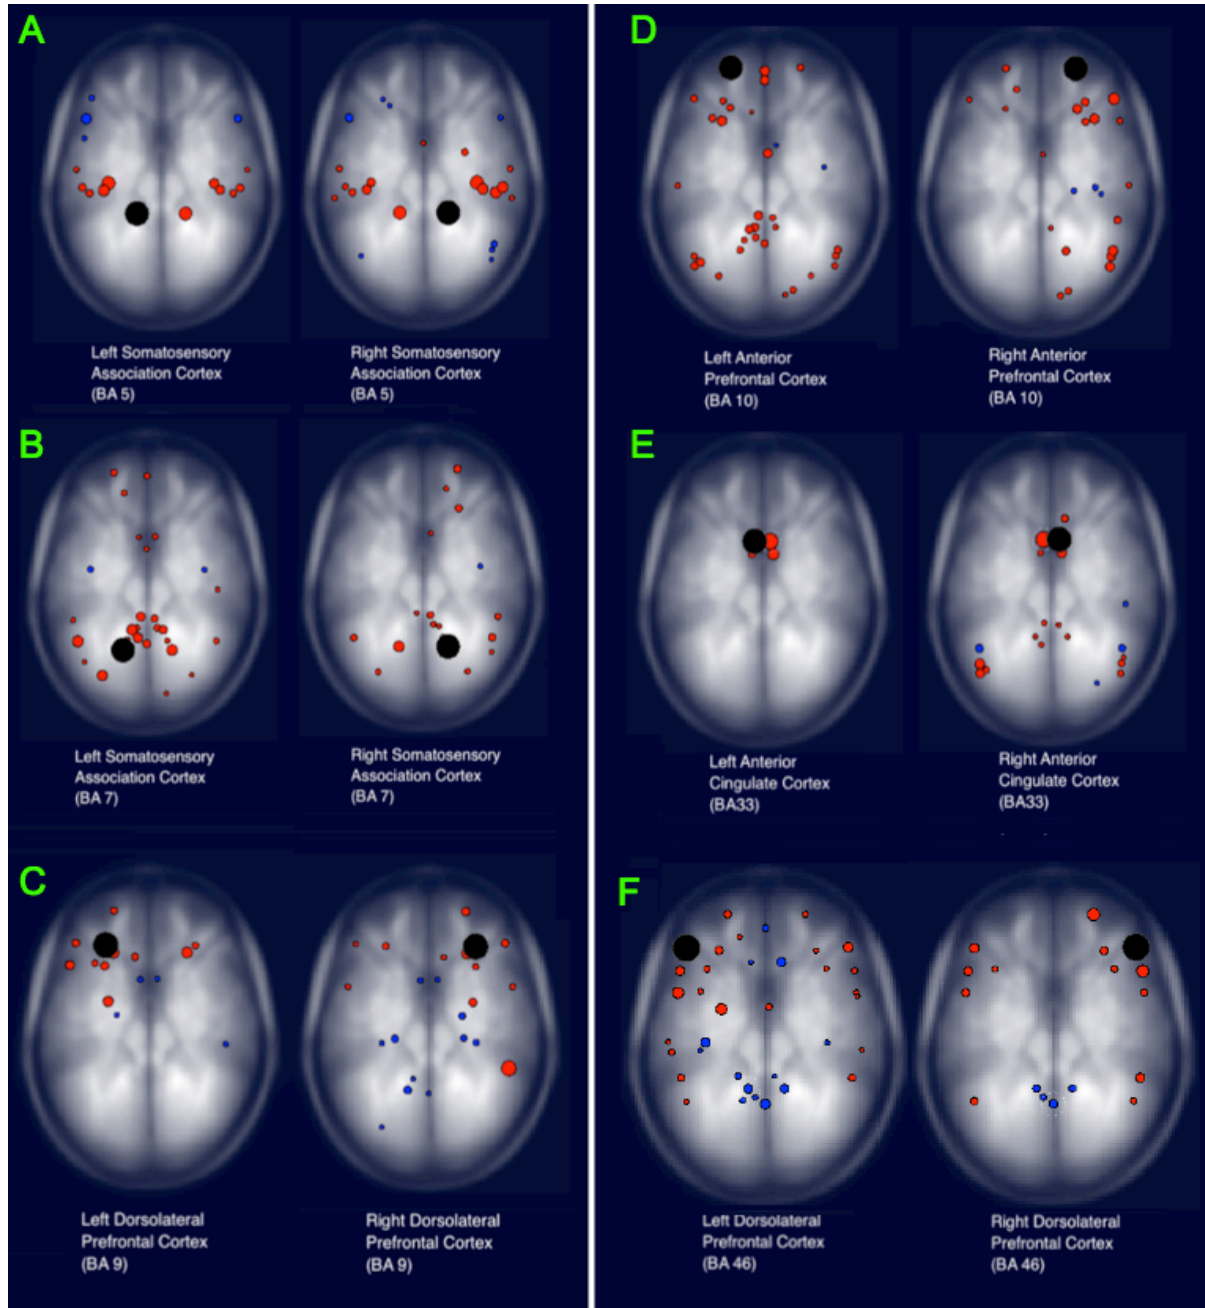 A
Left Somatosensory
Association Cortex
(BA 5)
Right Somatosensory
Association Cortex
(BA 5)
B
Left Somatosensory
Association Cortex
(BA 7)
Right Somatosensory
Association Cortex
(BA 7)
C
Left Dorsolateral
Prefrontal Cortex
(BA 9)
Right Dorsolateral
Prefrontal Cortex
(BA 9)
D
Left Anterior
Prefrontal Cortex
(BA 10)
Right Anterior
Prefrontal Cortex
(BA 10)
E
Left Anterior
Cingulate Cortex
(BA33)
Right Anterior
Cingulate Cortex
(BA33)
F
Left Dorsolateral
Prefrontal Cortex
(BA 46)
Right Dorsolateral
Prefrontal Cortex
(BA 46)